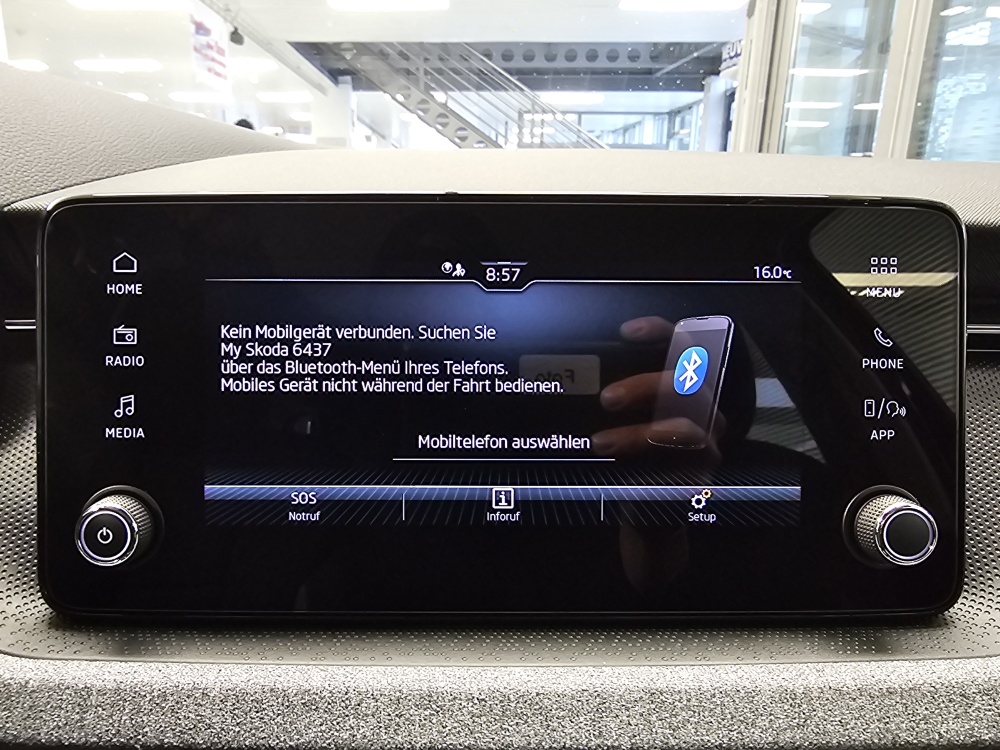 8:57
16.0°C
HOME
RADIO
MEDIA
Kein Mobilgerät verbunden. Suchen Sie
My Skoda 6437
über das Bluetooth-Menü Ihres Telefons.
Mobiles Gerät nicht während der Fahrt bedienen.
Mobiltelefon auswählen
SOS
Notruf
i
Inforuf
Setup
MENU
PHONE
APP